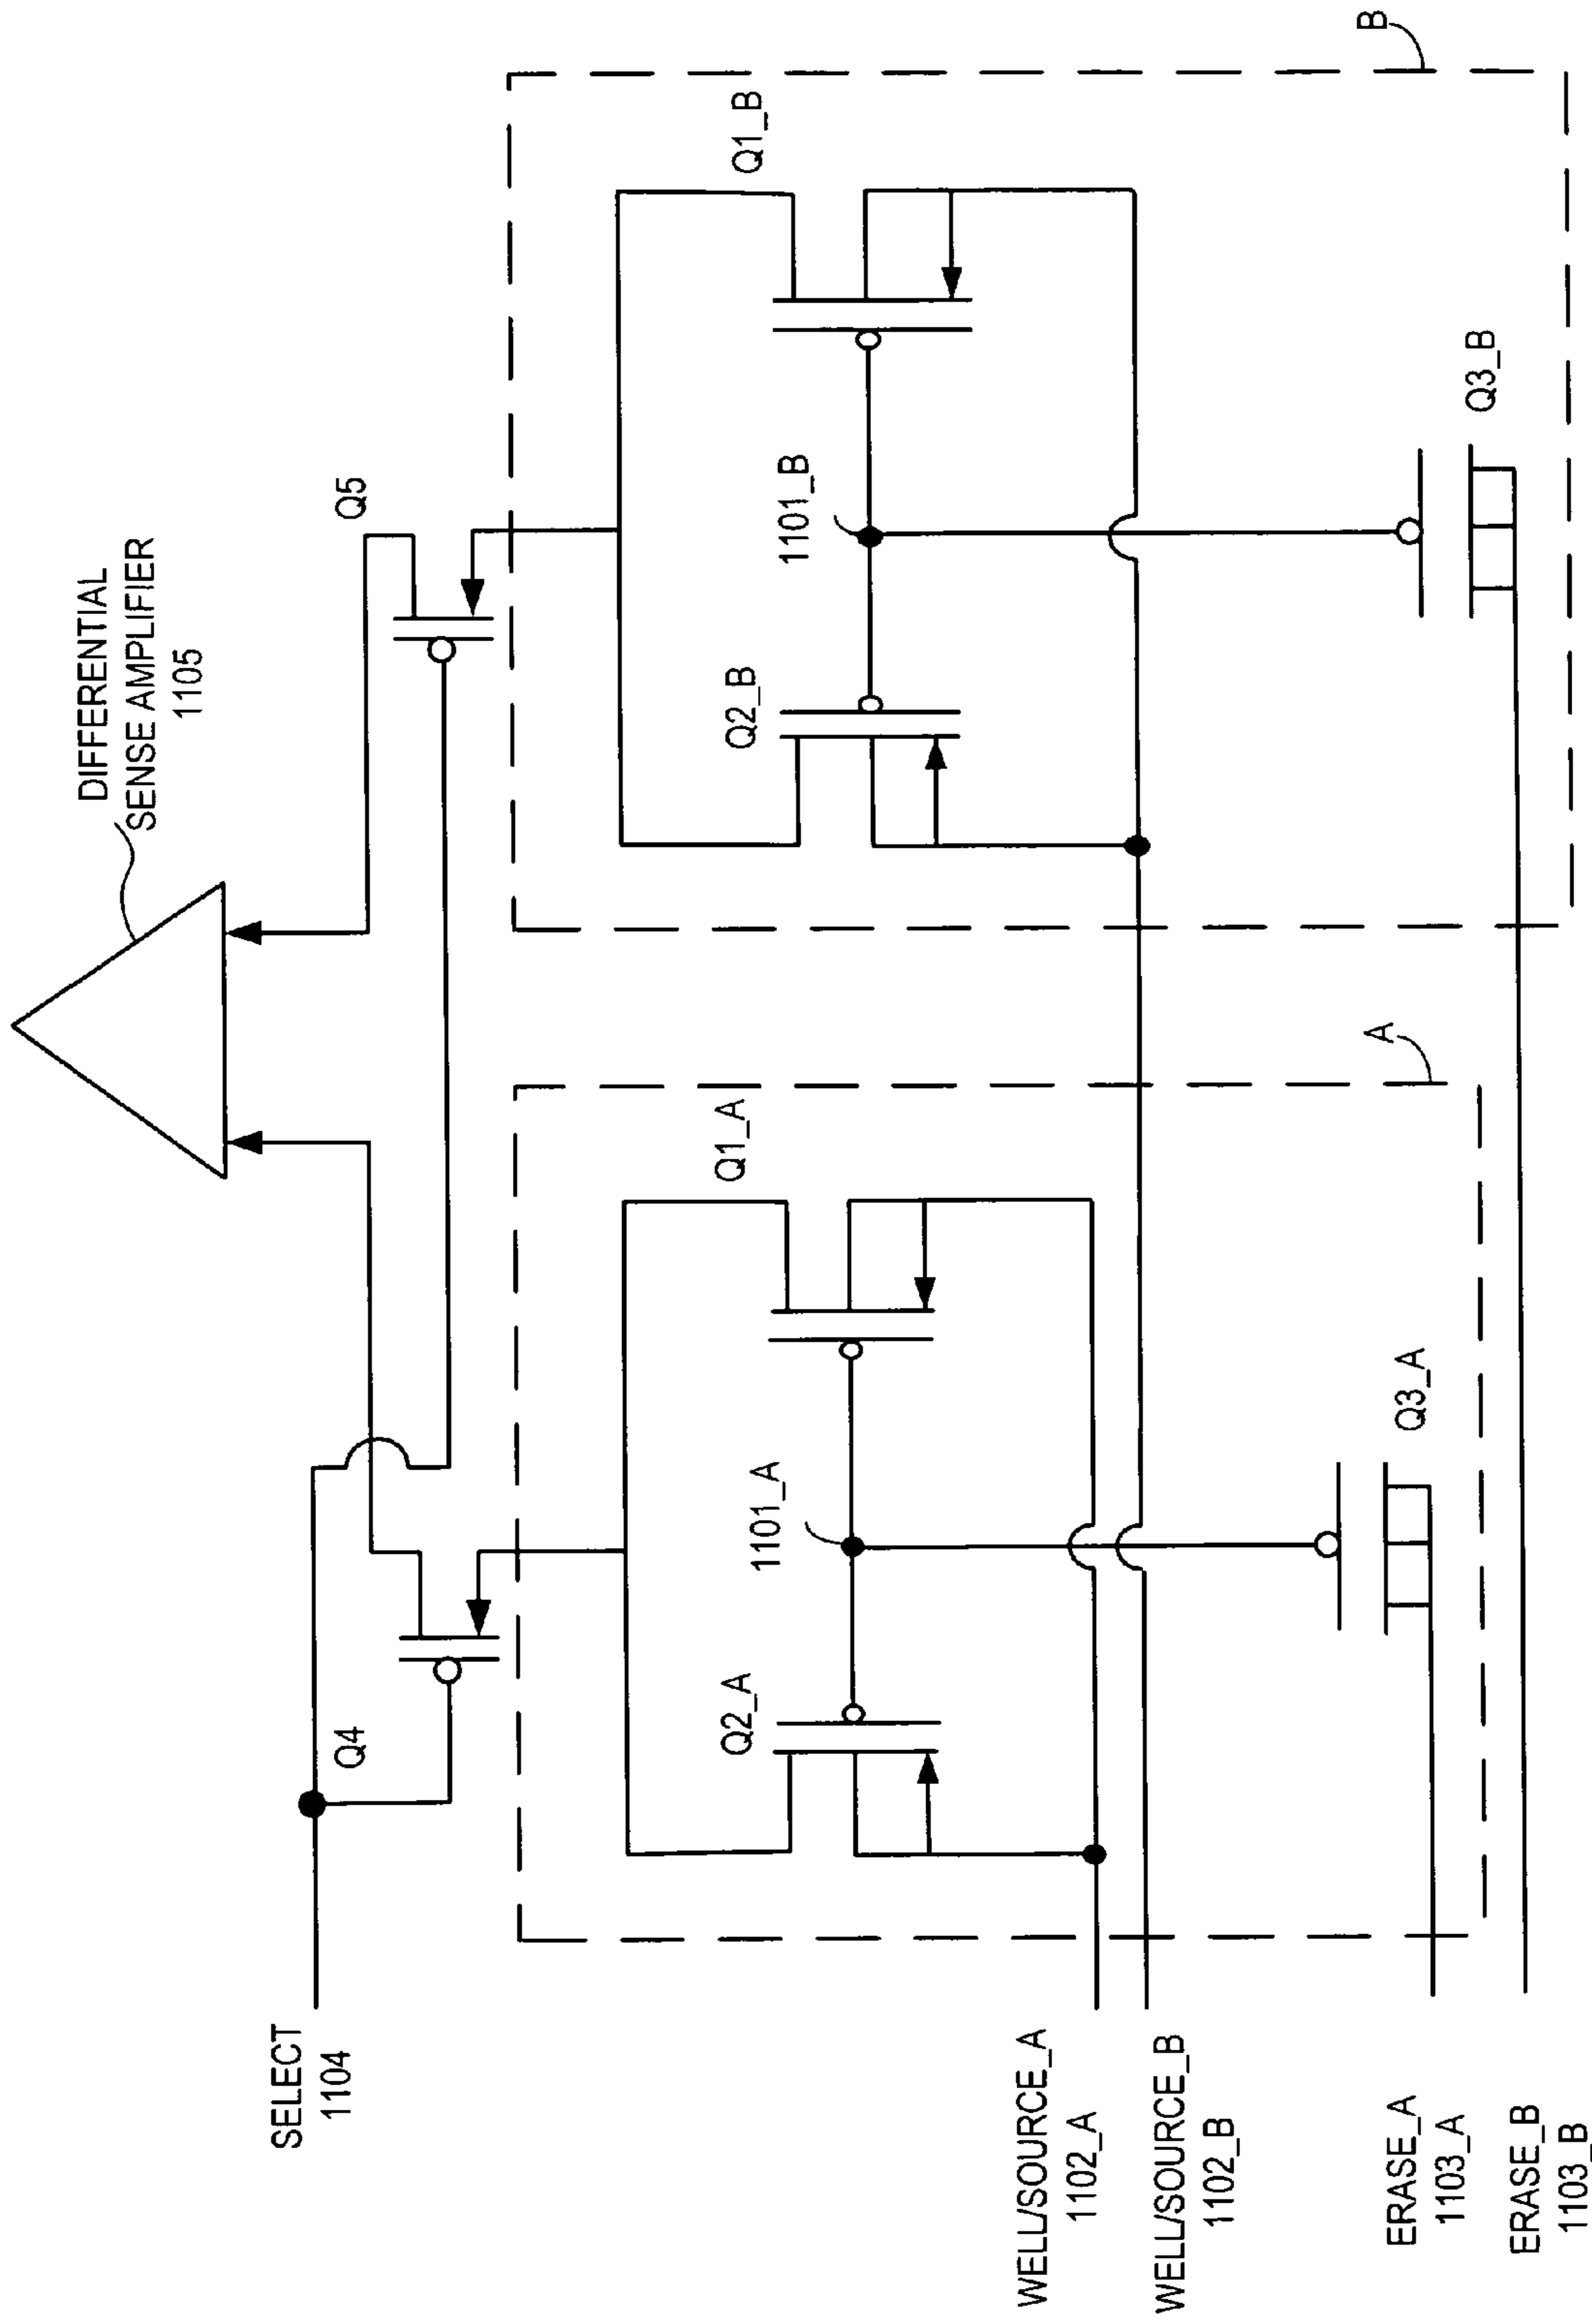 DIFFERENTIAL
SENSE AMPLIFIER
1105
SELECT
1104
Q4
Q5
Q2_A
1101_A
Q1_A
A
Q2_B
1101_B
Q1_B
B
WELL/SOURCE_A
1102_A
WELL/SOURCE_B
1102_B
Q3_A
Q3_B
ERASE_A
1103_A
ERASE_B
1103_B